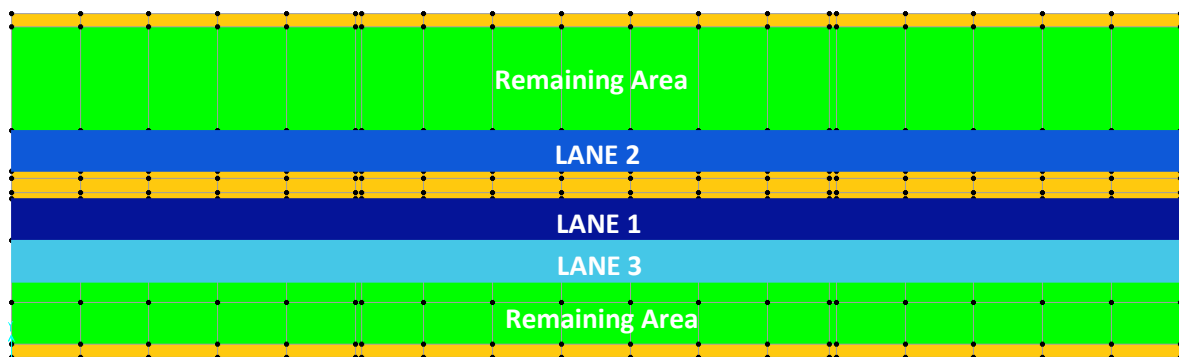 Remaining Area
LANE 2
LANE 1
LANE 3
Remaining Area